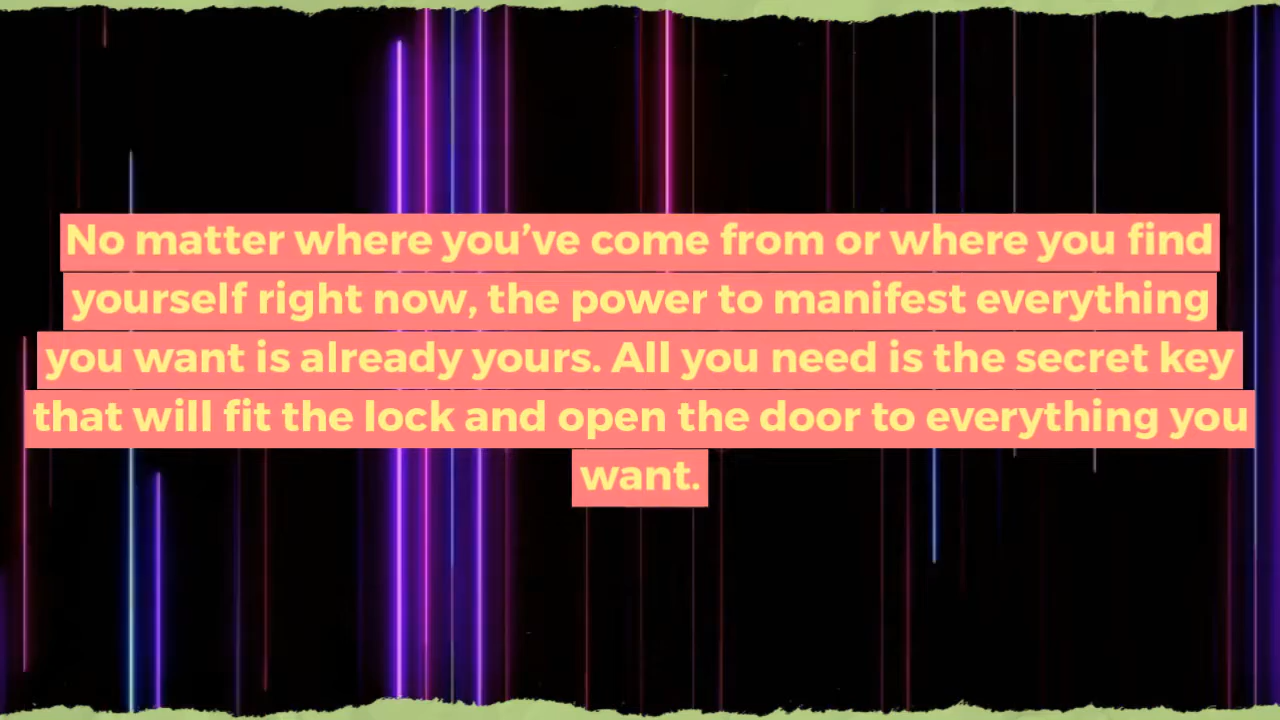 No matter where you’ve come from or where you find
yourself right now, the power to manifest everything
you want is already yours. All you need is the secret key
that will fit the lock and open the door to everything you
want.